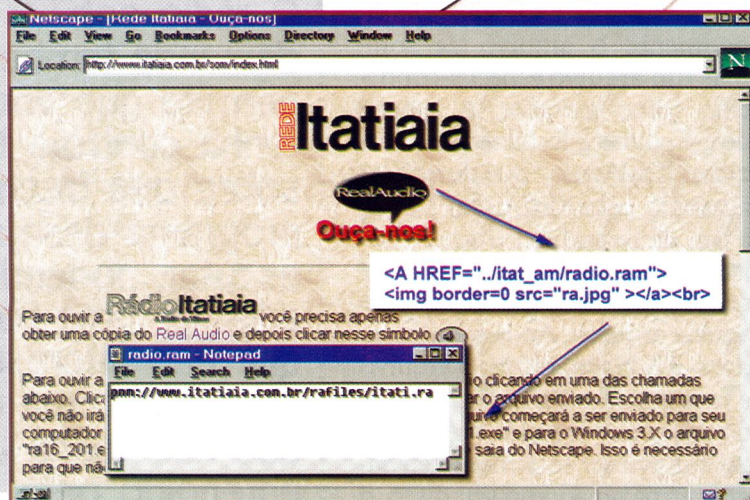 Netscape - [Rede Itatiaia - Ouça-nos]
File Edit View Go Bookmarks Options Directory Window Help
Location: http://www.itatiaia.com.br/som/index.html
N
REDE Itatiaia
RealAudio
Ouça-nos!
<A HREF="../itat_am/radio.ram">
<img border=0 src="ra.jpg" ></a><br>
Para ouvir a RádioItatiaia você precisa apenas
obter uma cópia do Real Audio e depois clicar nesse símbolo
radio.ram - Notepad
File Edit Search Help
pnm://www.itatiaia.com.br/rafiles/itati.ra
Para ouvir a io clicando em uma das chamadas
abaixo. Clic ar o arquivo enviado. Escolha um que
você não irá quivo começará a ser enviado para seu
computador 1.exe" e para o Windows 3.X o arquivo
"ra16_201 e saia do Netscape. Isso é necessário
para que nã